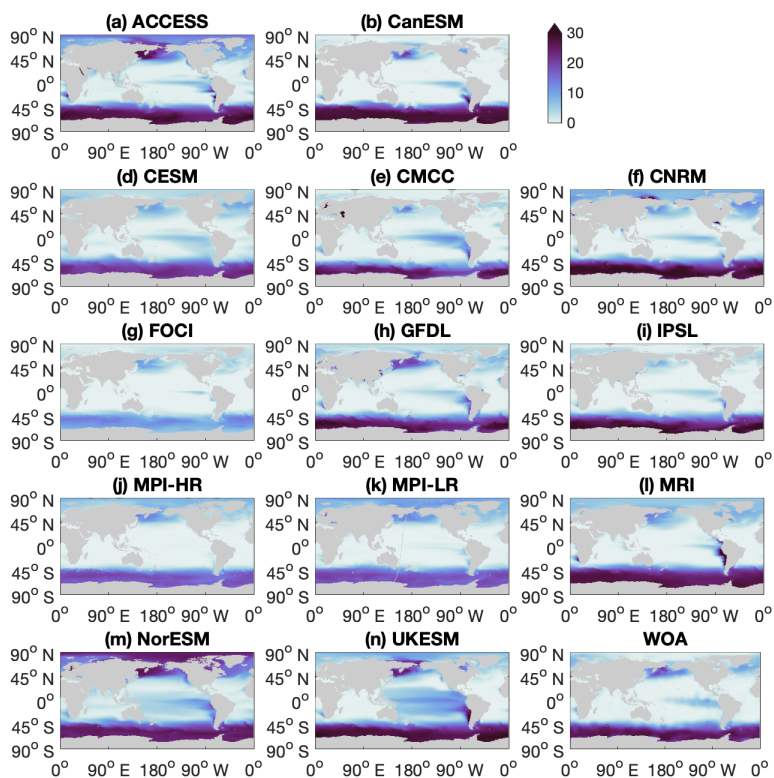 (a) ACCESS
(b) CanESM
90° N
45° N
0°
45° S
90° S
0° 90° E 180° 90° W 0°
90° N
45° N
0°
45° S
90° S
0° 90° E 180° 90° W 0°
30
20
10
0
(d) CESM
(e) CMCC
(f) CNRM
90° N
45° N
0°
45° S
90° S
0° 90° E 180° 90° W 0°
90° N
45° N
0°
45° S
90° S
0° 90° E 180° 90° W 0°
90° N
45° N
0°
45° S
90° S
0° 90° E 180° 90° W 0°
(g) FOCI
(h) GFDL
(i) IPSL
90° N
45° N
0°
45° S
90° S
0° 90° E 180° 90° W 0°
90° N
45° N
0°
45° S
90° S
0° 90° E 180° 90° W 0°
90° N
45° N
0°
45° S
90° S
0° 90° E 180° 90° W 0°
(j) MPI-HR
(k) MPI-LR
(l) MRI
90° N
45° N
0°
45° S
90° S
0° 90° E 180° 90° W 0°
90° N
45° N
0°
45° S
90° S
0° 90° E 180° 90° W 0°
90° N
45° N
0°
45° S
90° S
0° 90° E 180° 90° W 0°
(m) NorESM
(n) UKESM
WOA
90° N
45° N
0°
45° S
90° S
0° 90° E 180° 90° W 0°
90° N
45° N
0°
45° S
90° S
0° 90° E 180° 90° W 0°
90° N
45° N
0°
45° S
90° S
0° 90° E 180° 90° W 0°